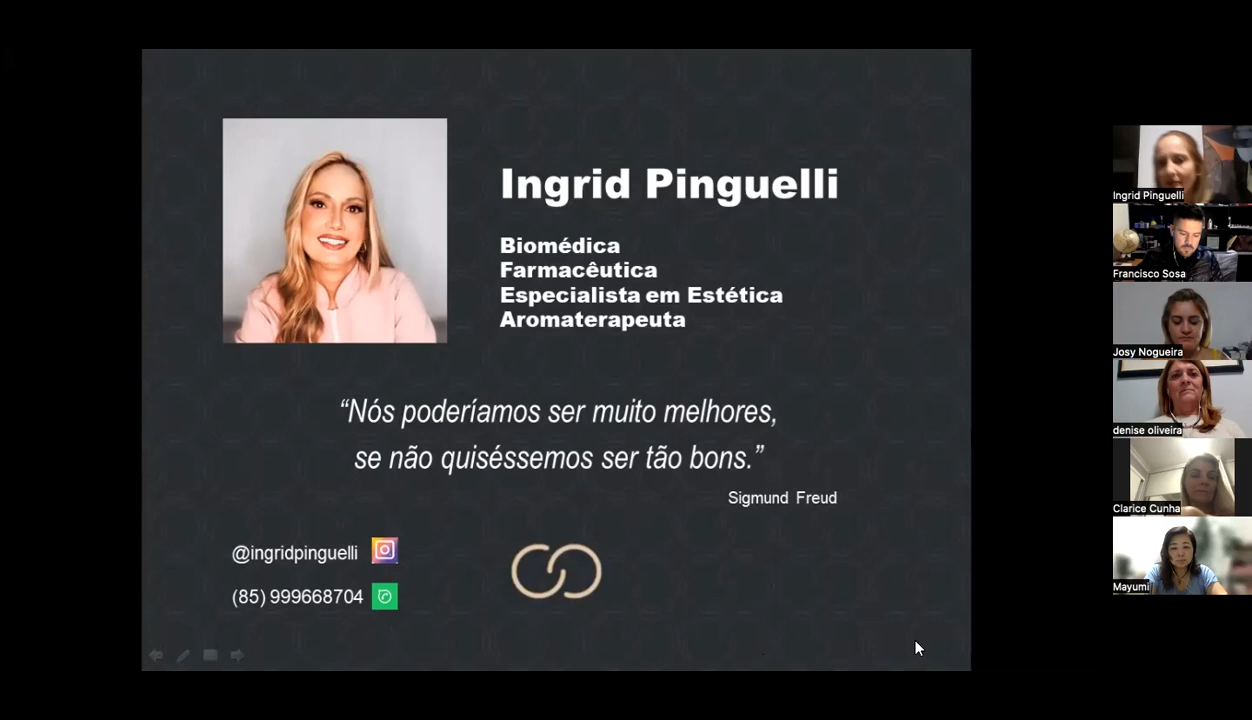 Ingrid Pinguelli
Biomédica
Farmacêutica
Especialista em Estética
Aromaterapeuta
“Nós poderíamos ser muito melhores,
se não quiséssemos ser tão bons.”
Sigmund Freud
@ingridpinguelli
(85) 999668704
Ingrid Pinguelli
Francisco Sosa
Josy Nogueira
denise oliveira
Clarice Cunha
Mayumi